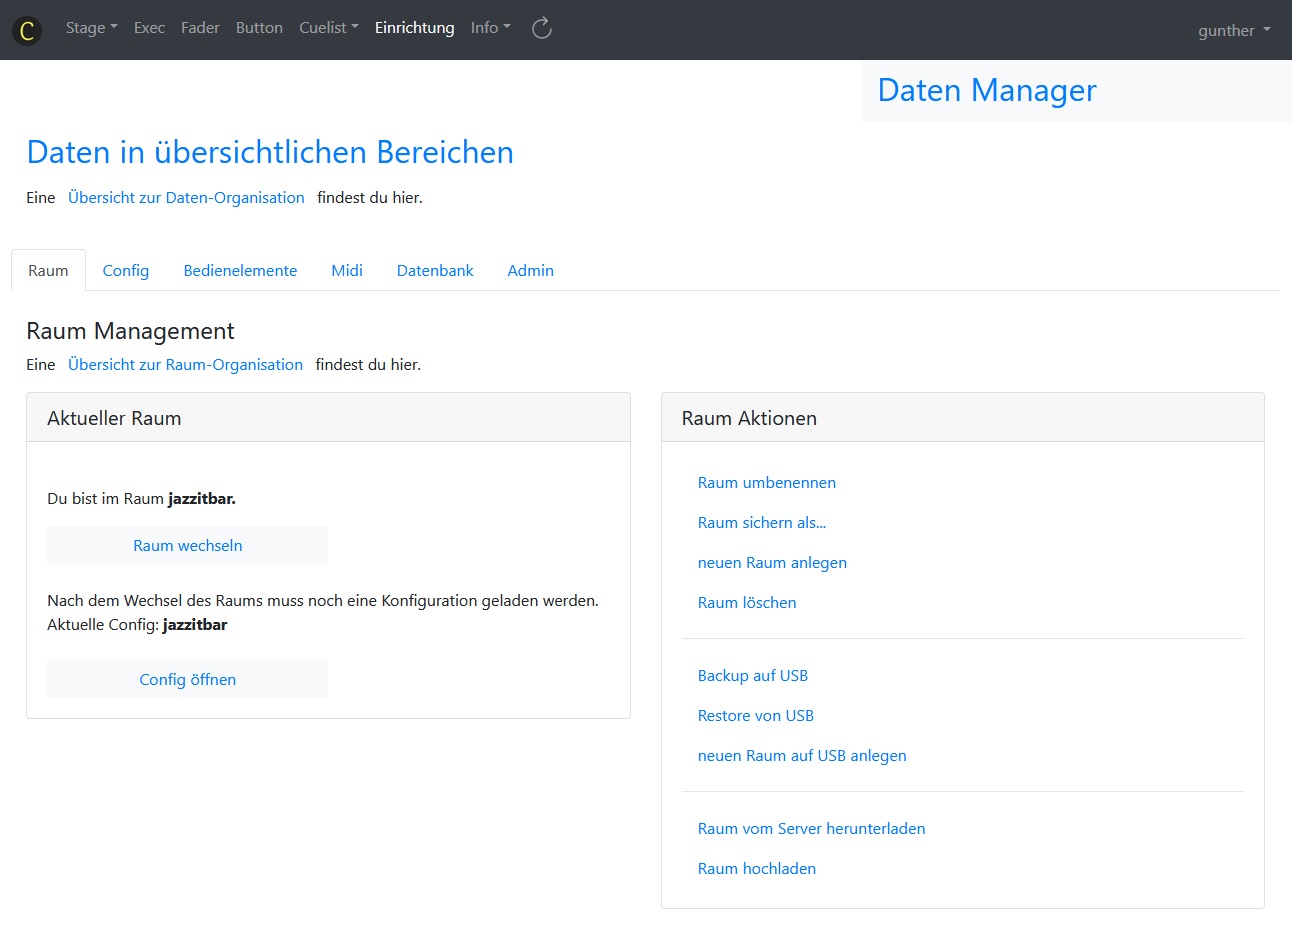 C Stage Exec Fader Button Cuelist Einrichtung Info gunther
Daten Manager
Daten in übersichtlichen Bereichen
Eine Übersicht zur Daten-Organisation findest du hier.
Raum Config Bedienelemente Midi Datenbank Admin
Raum Management
Eine Übersicht zur Raum-Organisation findest du hier.
Aktueller Raum
Du bist im Raum jazzitbar.
Raum wechseln
Nach dem Wechsel des Raums muss noch eine Konfiguration geladen werden.
Aktuelle Config: jazzitbar
Config öffnen
Raum Aktionen
Raum umbenennen
Raum sichern als...
neuen Raum anlegen
Raum löschen
Backup auf USB
Restore von USB
neuen Raum auf USB anlegen
Raum vom Server herunterladen
Raum hochladen